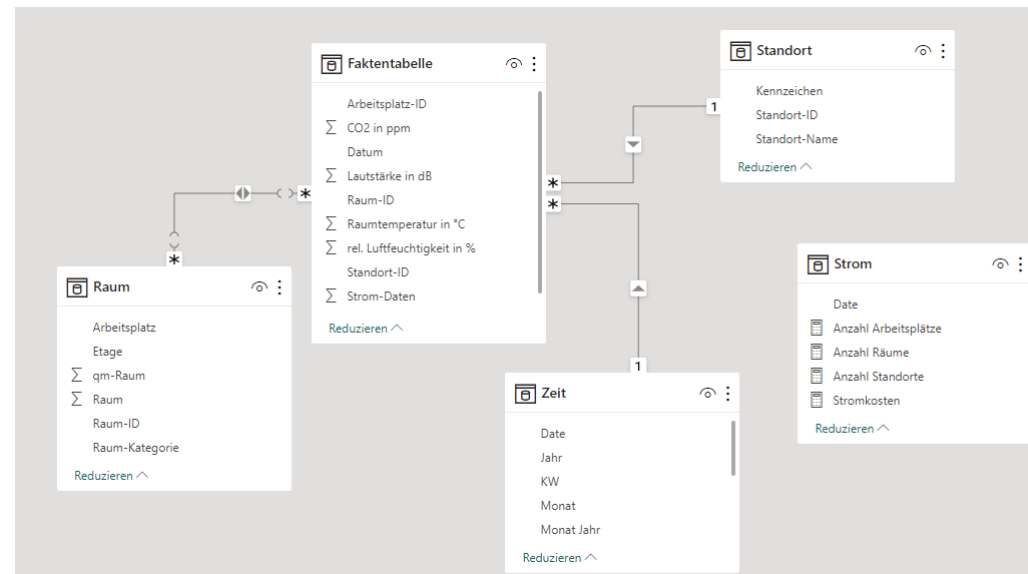 Faktentabelle
Arbeitsplatz-ID
CO2 in ppm
Datum
Lautstärke in dB
Raum-ID
Raumtemperatur in °C
rel. Luftfeuchtigkeit in %
Standort-ID
Strom-Daten
Reduzieren
Standort
Kennzeichen
Standort-ID
Standort-Name
Reduzieren
1
*
*
*
*
1
Raum
Arbeitsplatz
Etage
qm-Raum
Raum
Raum-ID
Raum-Kategorie
Reduzieren
Strom
Date
Anzahl Arbeitsplätze
Anzahl Räume
Anzahl Standorte
Stromkosten
Reduzieren
Zeit
Date
Jahr
KW
Monat
Monat Jahr
Reduzieren